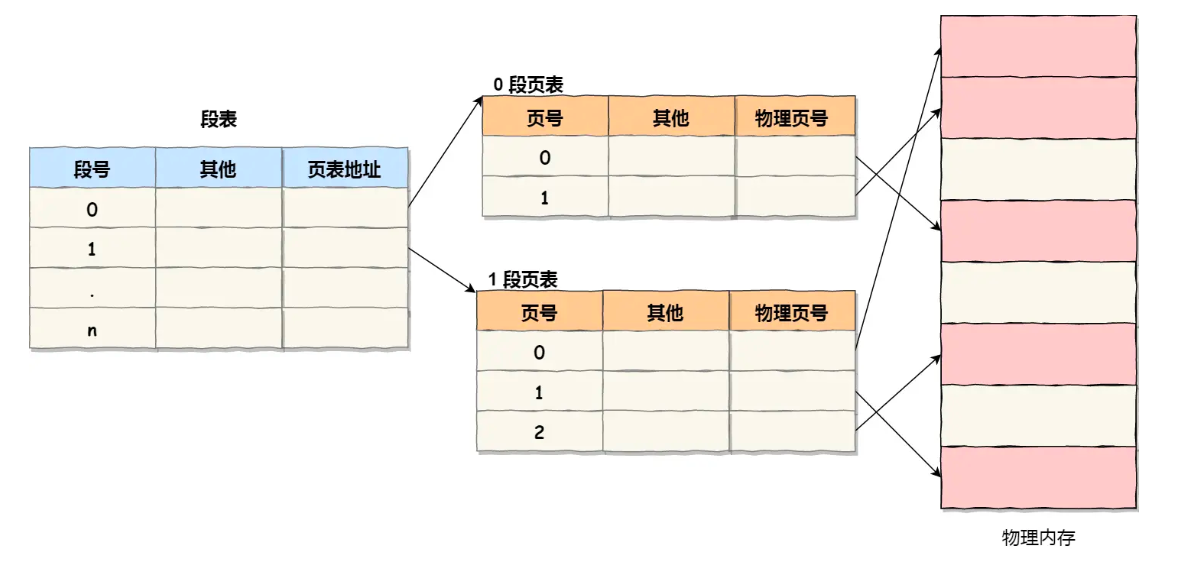 段表
段号 其他 页表地址
0
1
.
n
0 段页表
页号 其他 物理页号
0
1
1 段页表
页号 其他 物理页号
0
1
2
物理内存